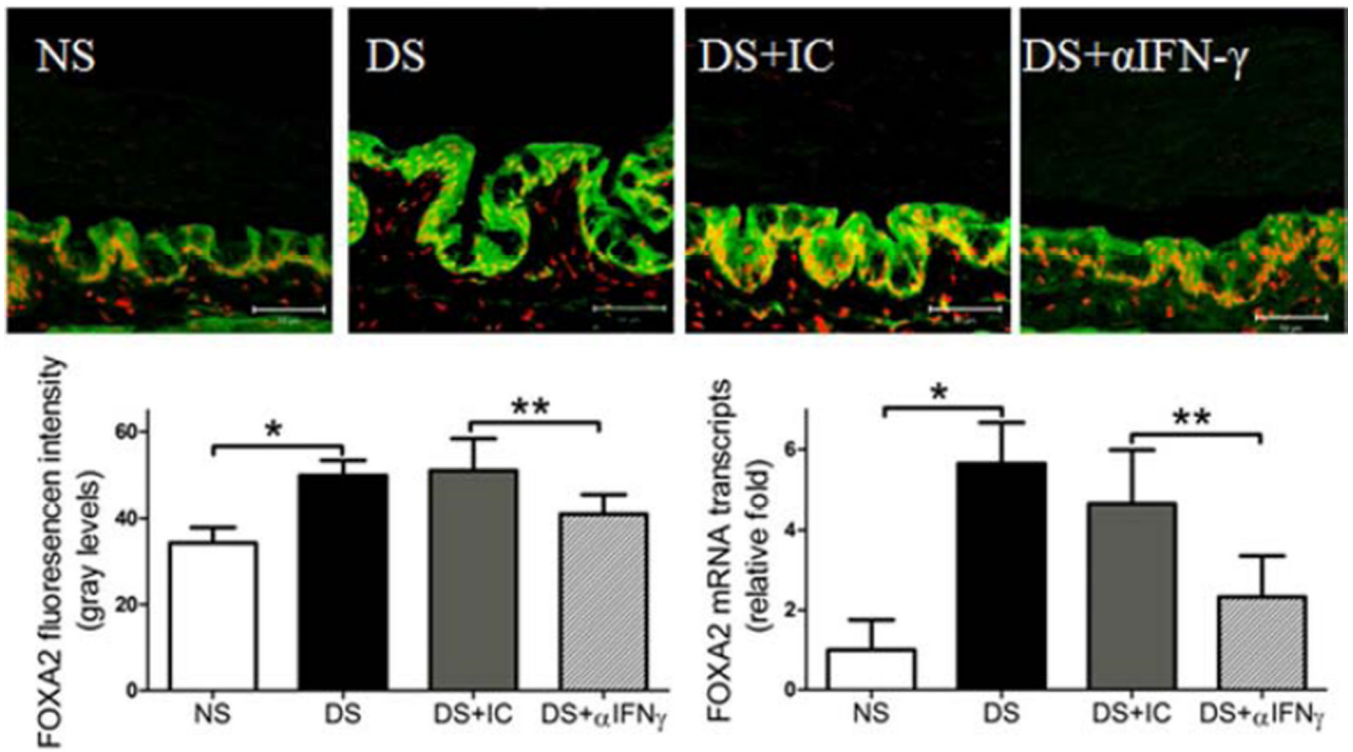 NS
DS
DS+IC
DS+αIFN-γ
FOXA2 fluorescen intensity
(gray levels)
60
40
20
0
*
**
NS
DS
DS+IC
DS+αIFNγ
FOXA2 mRNA transcripts
(relative fold)
6
4
2
0
*
**
NS
DS
DS+IC
DS+αIFNγ